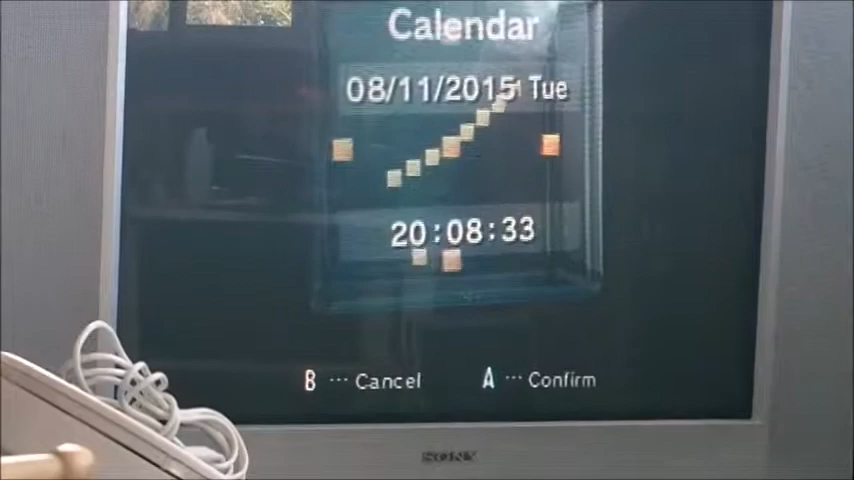 Calendar
08/11/2015 Tue
20:08:33
B ··· Cancel
A ··· Confirm
SONY